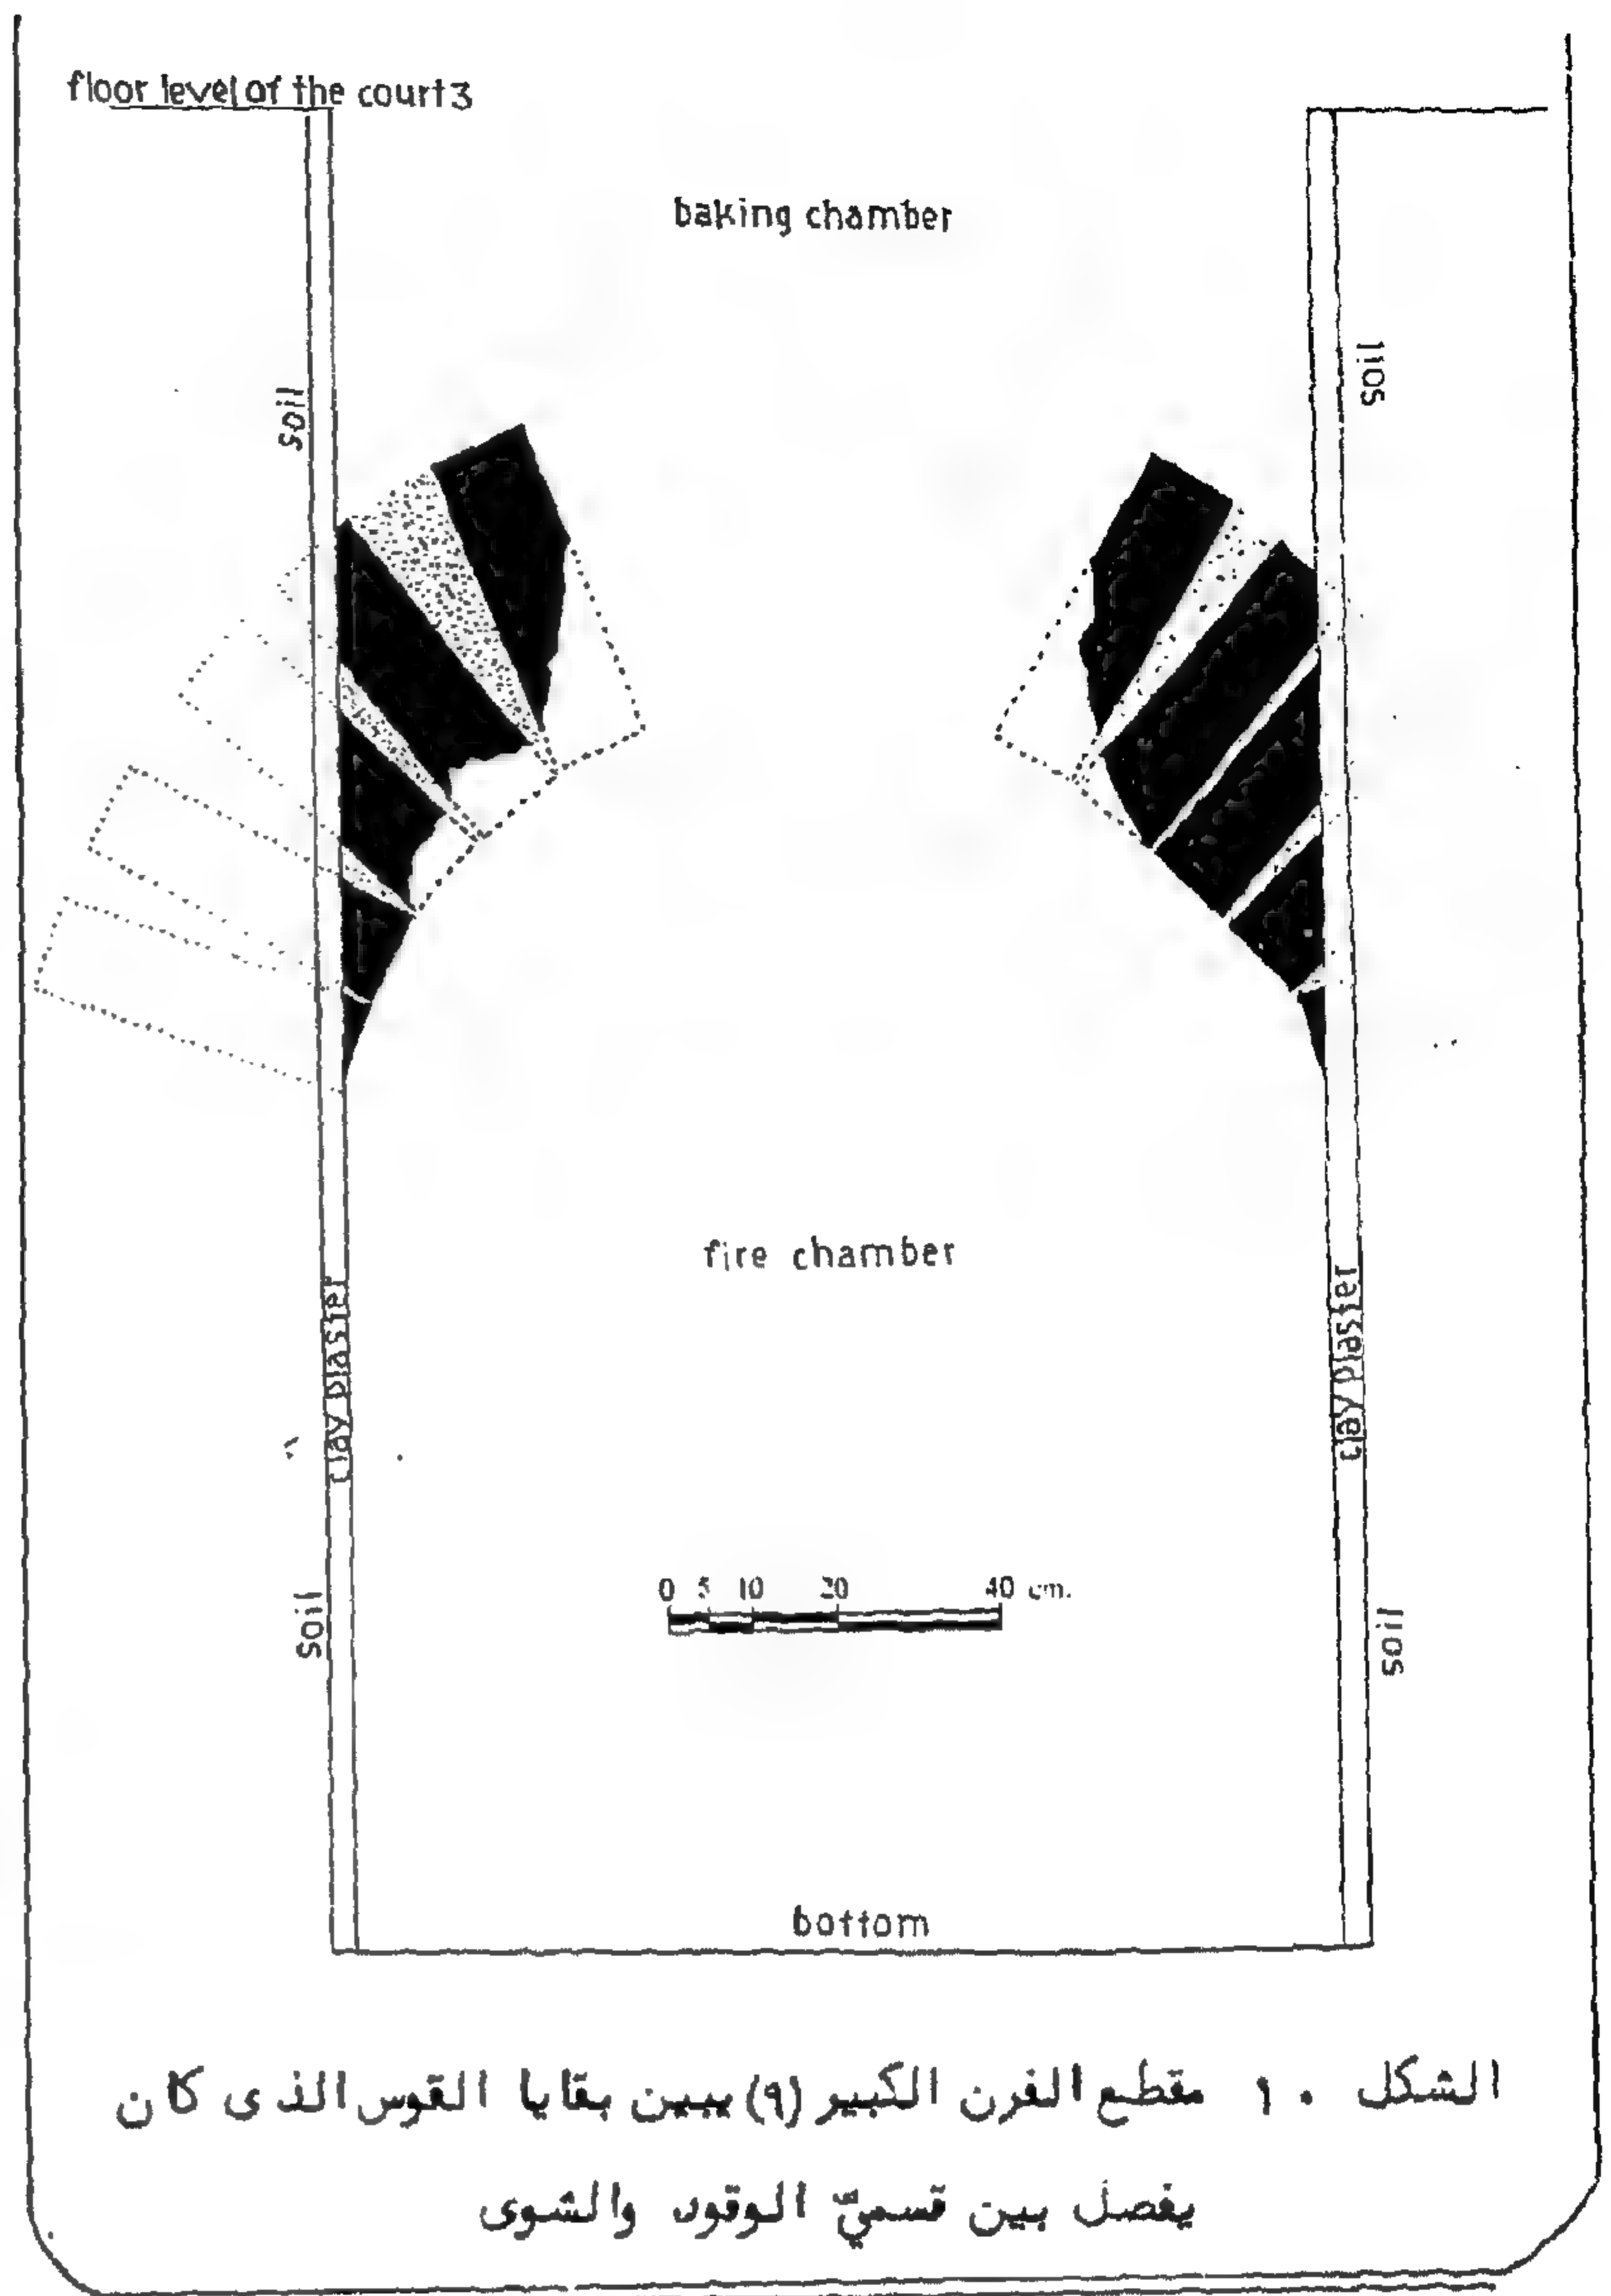 floor level of the court 3
baking chamber
soil
soil
fire chamber
clay plaster
clay plaster
0 5 10 20 40 cm.
soil
soil
bottom
الشكل ١٠ مقطع الفرن الكبير (٩) يبين بقايا القوس الذى كان
يفصل بين قسميّ الوقود والشوى